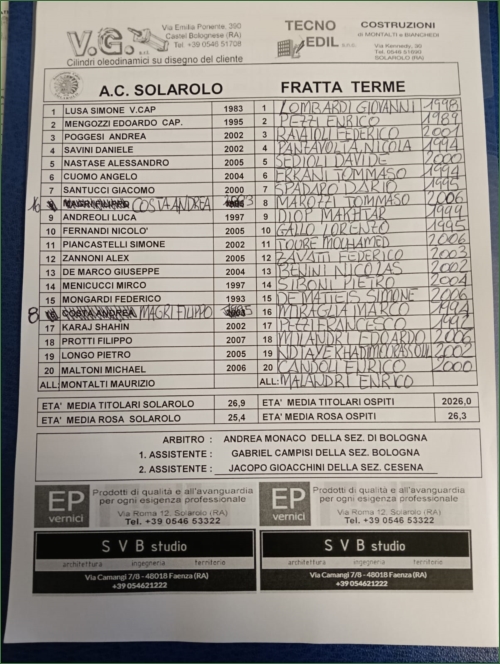 V.G. s.r.l.
Via Emilia Ponente, 390
Castel Bolognese (RA)
Tel. +39 0546 51708
Cilindri oleodinamici su disegno del cliente
TECNO EDIL s.n.c.
COSTRUZIONI
di MONTALTI e BIANCHEDI
Via Kennedy, 30
SOLAROLO (RA)
A.C. SOLAROLO FRATTA TERME
1 LUSA SIMONE V.CAP 1983 1 LOMBARDI GIOVANNI 1998
2 MENGOZZI EDOARDO CAP. 1995 2 PEZZI ENRICO 1989
3 POGGESI ANDREA 2002 3 RAVAIOLI FEDERICO 2001
4 SAVINI DANIELE 2002 4 PANTAVOLTA NICOLA 1994
5 NASTASE ALESSANDRO 2005 5 SEDIOLI DAVIDE 2000
6 CUOMO ANGELO 2004 6 ERRANI TOMMASO 1994
7 SANTUCCI GIACOMO 2000 7 SPADARO DARIO 1995
16 COSTA ANDREA 8 MAROZZI TOMMASO 2006
9 ANDREOLI LUCA 1997 9 DIOP MAKHTAR 1999
10 FERNANDI NICOLO' 2005 10 GALLO LORENZO 1995
11 PIANCASTELLI SIMONE 2002 11 TOURE MOUHAMED 2006
12 ZANNONI ALEX 2005 12 ZAVATTI FEDERICO 2003
13 DE MARCO GIUSEPPE 2004 13 BENINI NICOLAS 2002
14 MENICUCCI MIRCO 1997 14 SIBONI PIETRO 2004
15 MONGARDI FEDERICO 1993 15 DE MATTEIS SIMONE 2006
8 COSTA ANDREA MAGRI FILIPPO 16 MIRAGLIA MARCO 1994
17 KARAJ SHAHIN 2002 17 PEZZI FRANCESCO 1997
18 PROTTI FILIPPO 2007 18 MILANDRI EDOARDO 2006
19 LONGO PIETRO 2005 19 2002
20 MALTONI MICHAEL 2006 20 CANDOLI ENRICO 2000
ALL: MONTALTI MAURIZIO ALL: MALANDRI ENRICO
ETA' MEDIA TITOLARI SOLAROLO 26,9 ETA' MEDIA TITOLARI OSPITI 2026,0
ETA' MEDIA ROSA SOLAROLO 25,4 ETA' MEDIA ROSA OSPITI 26,3
ARBITRO : ANDREA MONACO DELLA SEZ. DI BOLOGNA
1. ASSISTENTE : GABRIEL CAMPISI DELLA SEZ. BOLOGNA
2. ASSISTENTE : JACOPO GIOACCHINI DELLA SEZ. CESENA
EP vernici
Prodotti di qualità e all'avanguardia
per ogni esigenza professionale
Via Roma 12, Solarolo (RA)
Tel. +39 0546 53322
EP vernici
Prodotti di qualità e all'avanguardia
per ogni esigenza professionale
Via Roma 12, Solarolo (RA)
Tel. +39 0546 53322
SVB studio
architettura ingegneria territorio
Via Camangi 7/8 - 48018 Faenza (RA)
+39 054621222
SVB studio
architettura ingegneria territorio
Via Camangi 7/8 - 48018 Faenza (RA)
+39 054621222